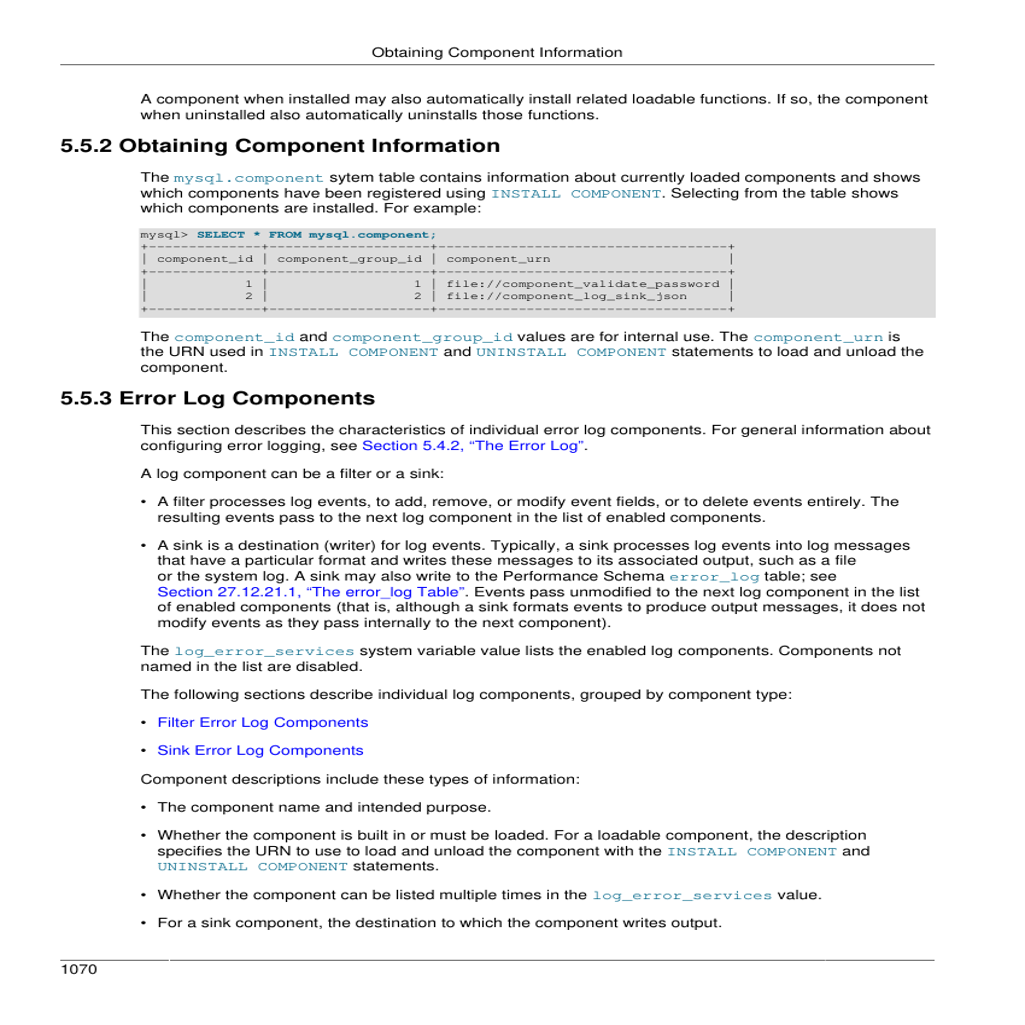 Obtaining Component Information
A component when installed may also automatically install related loadable functions. If so, the component
when uninstalled also automatically uninstalls those functions.
5.5.2 Obtaining Component Information
The mysql.component sytem table contains information about currently loaded components and shows
which components have been registered using INSTALL COMPONENT. Selecting from the table shows
which components are installed. For example:
mysql> SELECT * FROM mysql.component;
+--------------+--------------------+------------------------------------+
| component_id | component_group_id | component_urn                      |
+--------------+--------------------+------------------------------------+
|            1 |                  1 | file://component_validate_password |
|            2 |                  2 | file://component_log_sink_json     |
+--------------+--------------------+------------------------------------+
The component_id and component_group_id values are for internal use. The component_urn is
the URN used in INSTALL COMPONENT and UNINSTALL COMPONENT statements to load and unload the
component.
5.5.3 Error Log Components
This section describes the characteristics of individual error log components. For general information about
configuring error logging, see Section 5.4.2, “The Error Log”.
A log component can be a filter or a sink:
• A filter processes log events, to add, remove, or modify event fields, or to delete events entirely. The
resulting events pass to the next log component in the list of enabled components.
• A sink is a destination (writer) for log events. Typically, a sink processes log events into log messages
that have a particular format and writes these messages to its associated output, such as a file
or the system log. A sink may also write to the Performance Schema error_log table; see
Section 27.12.21.1, “The error_log Table”. Events pass unmodified to the next log component in the list
of enabled components (that is, although a sink formats events to produce output messages, it does not
modify events as they pass internally to the next component).
The log_error_services system variable value lists the enabled log components. Components not
named in the list are disabled.
The following sections describe individual log components, grouped by component type:
• Filter Error Log Components
• Sink Error Log Components
Component descriptions include these types of information:
• The component name and intended purpose.
• Whether the component is built in or must be loaded. For a loadable component, the description
specifies the URN to use to load and unload the component with the INSTALL COMPONENT and
UNINSTALL COMPONENT statements.
• Whether the component can be listed multiple times in the log_error_services value.
• For a sink component, the destination to which the component writes output.
1070